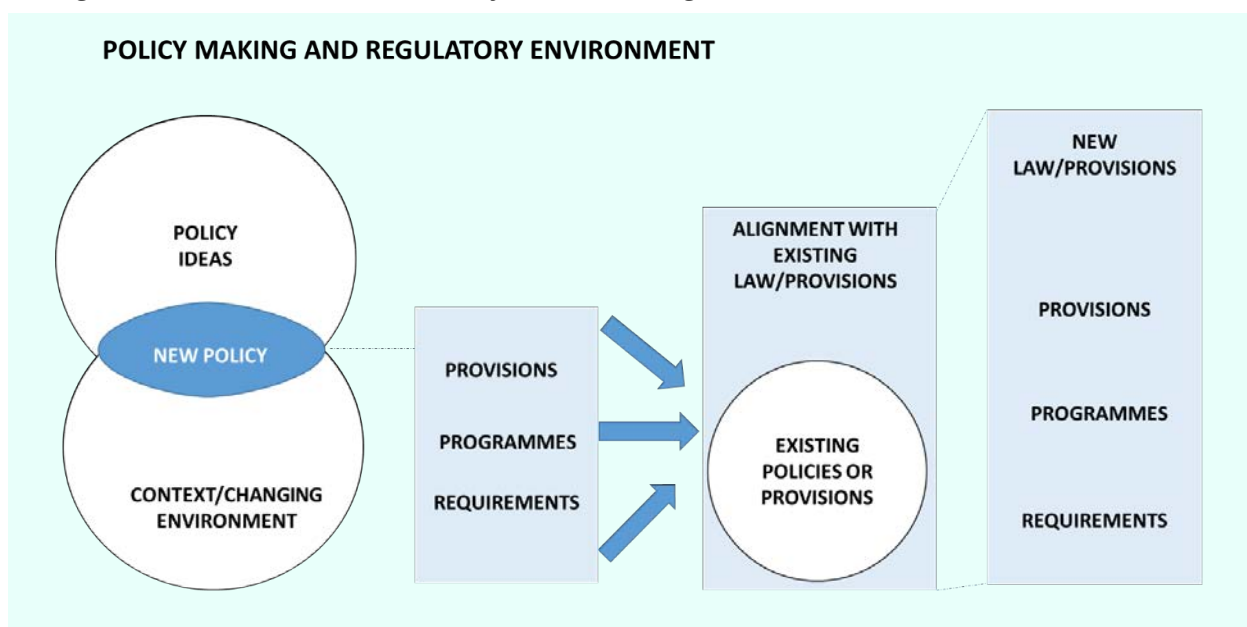 POLICY MAKING AND REGULATORY ENVIRONMENT
POLICY
IDEAS
NEW POLICY
CONTEXT/CHANGING
ENVIRONMENT
PROVISIONS
PROGRAMMES
REQUIREMENTS
ALIGNMENT WITH
EXISTING
LAW/PROVISIONS
EXISTING
POLICIES OR
PROVISIONS
NEW
LAW/PROVISIONS
PROVISIONS
PROGRAMMES
REQUIREMENTS